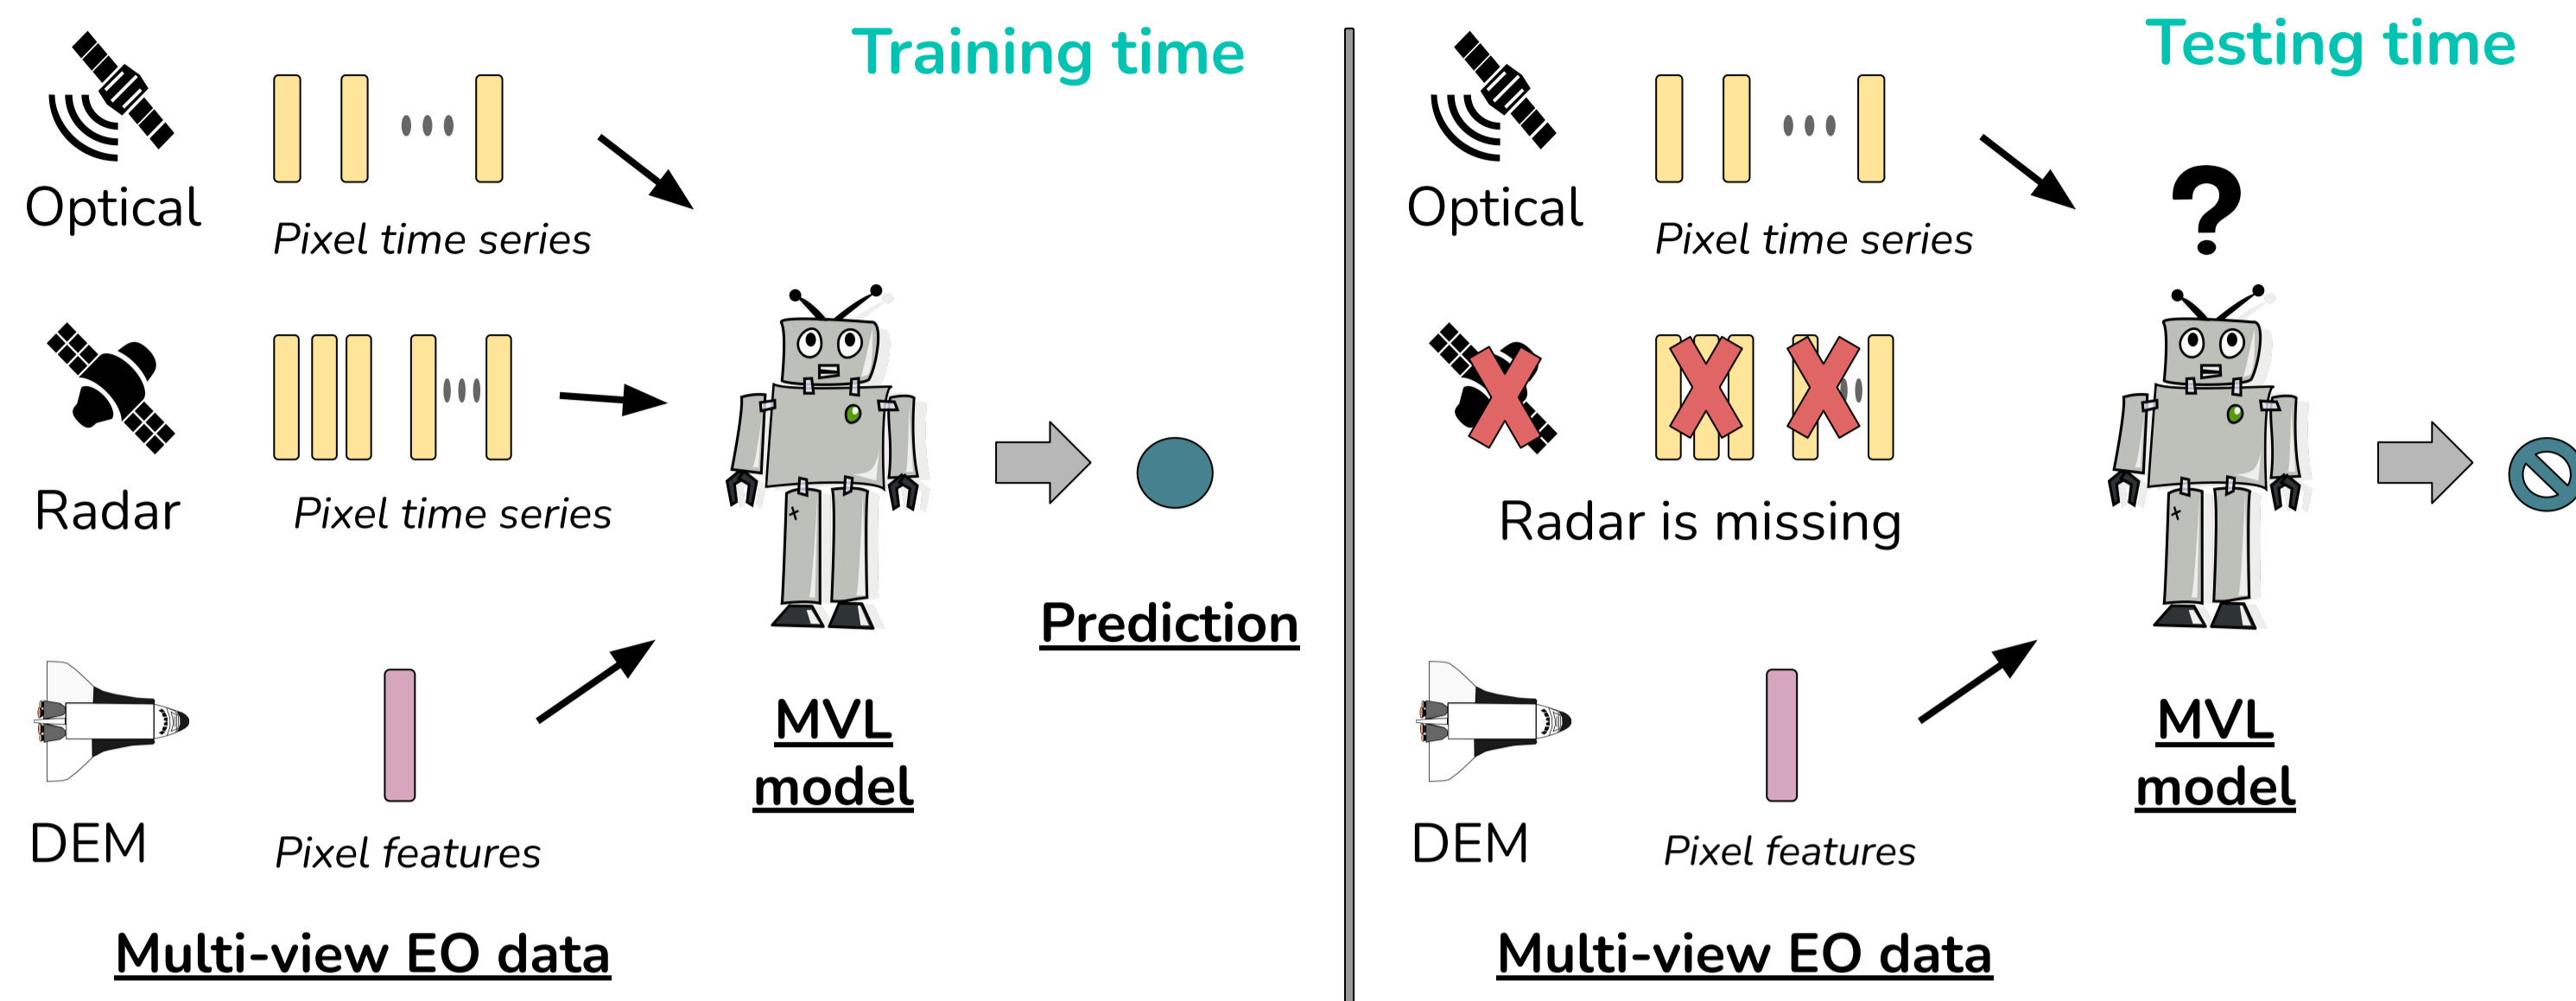 Training time
Optical
Pixel time series
Radar
Pixel time series
Prediction
MVL
model
DEM
Pixel features
Multi-view EO data
Testing time
Optical
Pixel time series
?
Radar is missing
MVL
model
DEM
Pixel features
Multi-view EO data